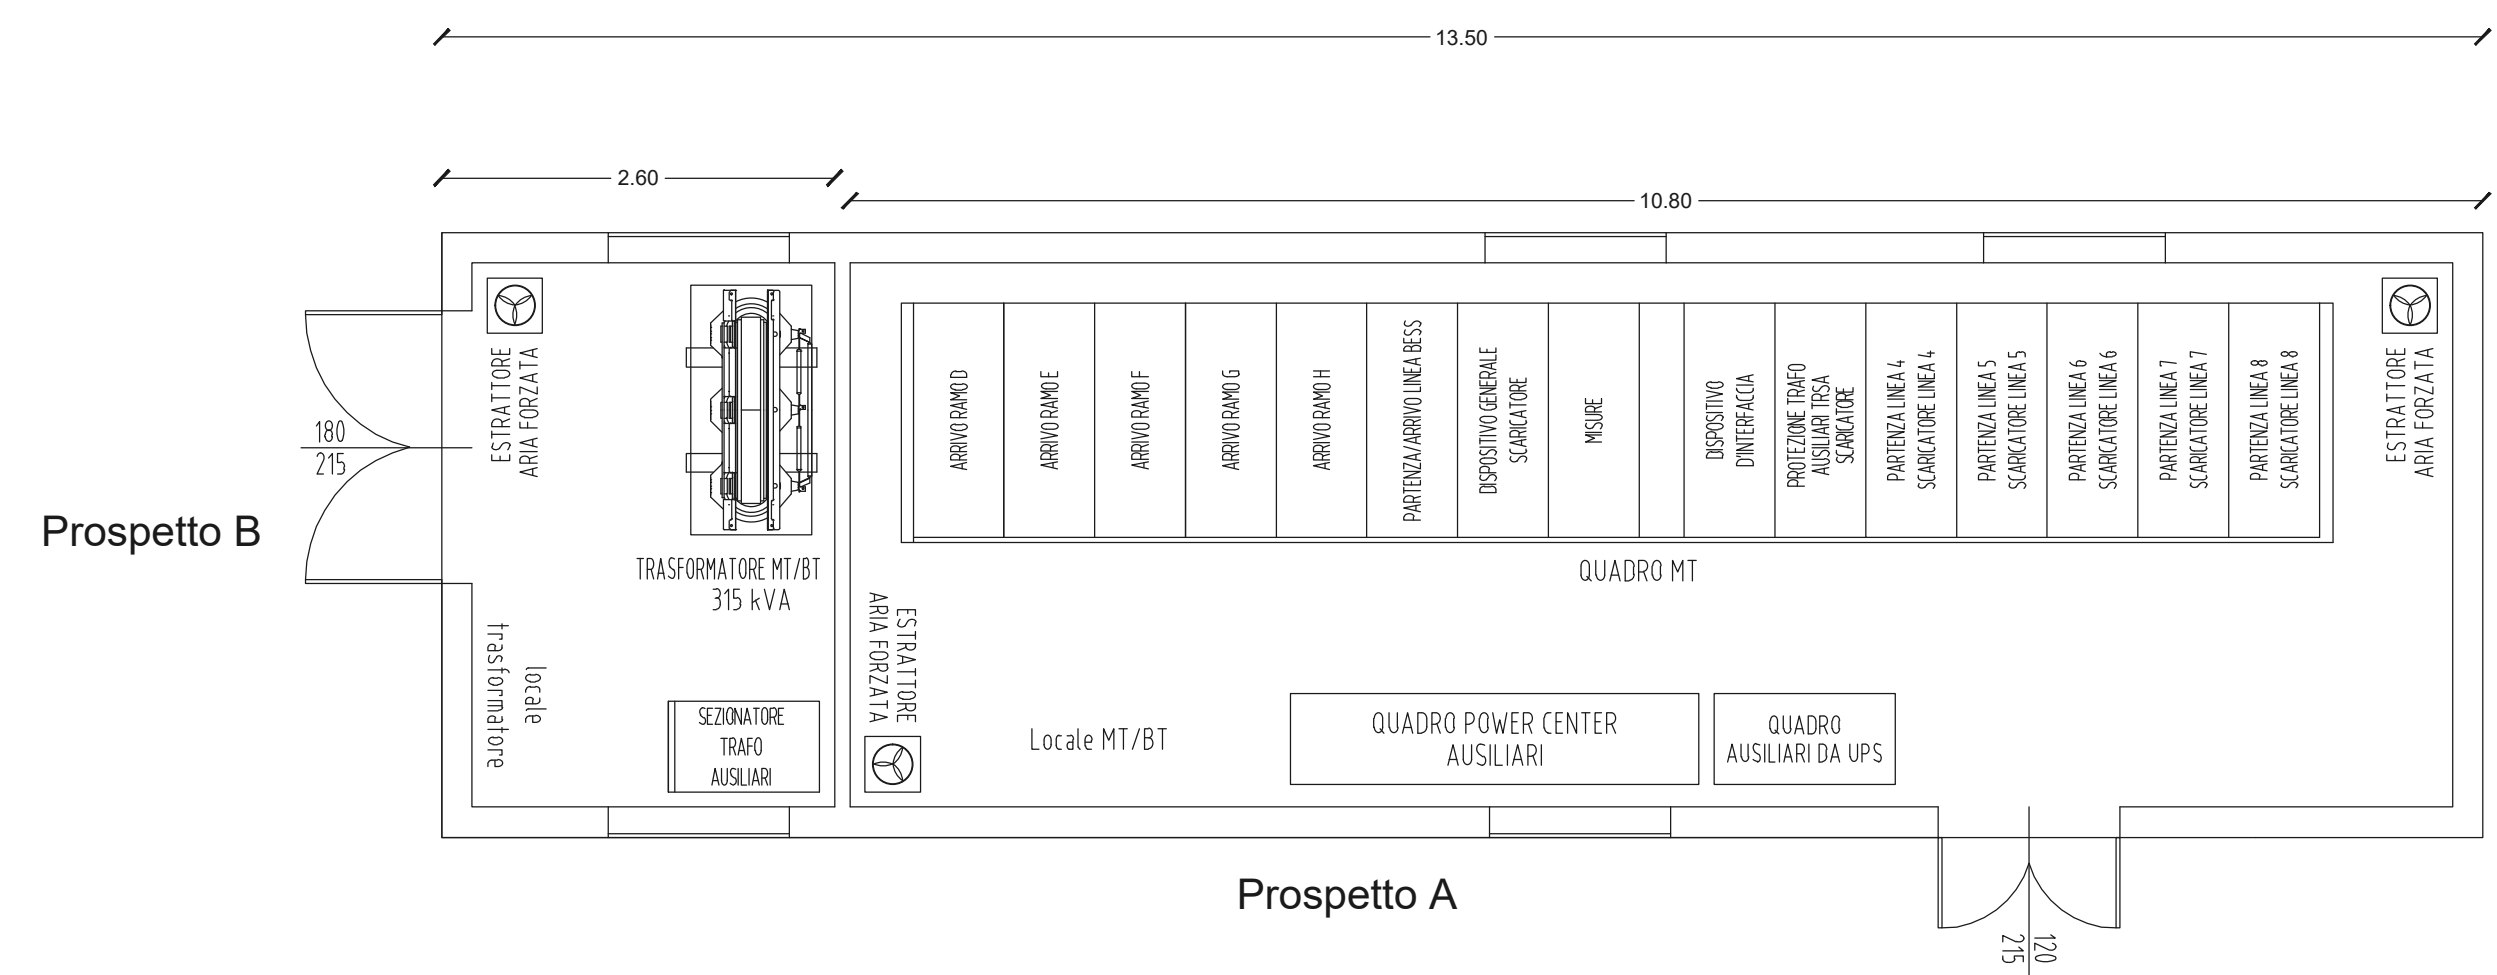 13.50
2.60
10.80
180
215
Prospetto B
ESTRATTORE
ARIA FORZATA
TRASFORMATORE MT/BT
315 kVA
locale
trasformatore
SEZIONATORE
TRAFO
AUSILIARI
ARRIVO RAMO D
ARRIVO RAMO E
ARRIVO RAMO F
ARRIVO RAMO G
ARRIVO RAMO H
PARTENZA/ARRIVO LINEA BESS
DISPOSITIVO GENERALE
SCARICATORE
MISURE
DISPOSITIVO
D'INTERFACCIA
PROTEZIONE TRAFO
AUSILIARI TRSA
SCARICATORE
PARTENZA LINEA 4
SCARICATORE LINEA 4
PARTENZA LINEA 5
SCARICATORE LINEA 5
PARTENZA LINEA 6
SCARICATORE LINEA 6
PARTENZA LINEA 7
SCARICATORE LINEA 7
PARTENZA LINEA 8
SCARICATORE LINEA 8
ESTRATTORE
ARIA FORZATA
QUADRO MT
ESTRATTORE
ARIA FORZATA
Locale MT/BT
QUADRO POWER CENTER
AUSILIARI
QUADRO
AUSILIARI DA UPS
Prospetto A
120
215